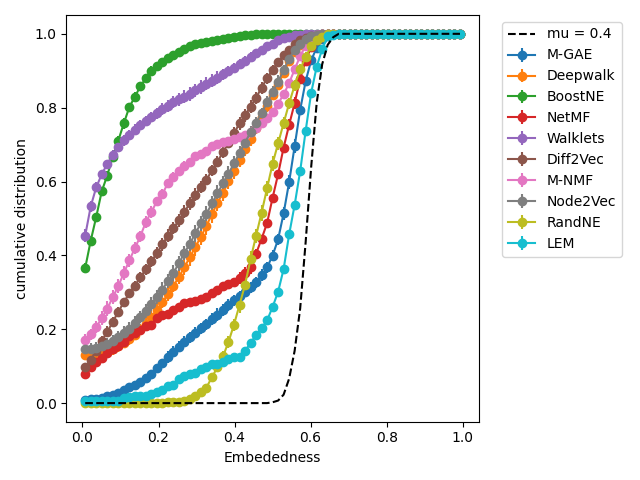 cumulative distribution
1.0
0.8
0.6
0.4
0.2
0.0
0.0 0.2 0.4 0.6 0.8 1.0
Embededness
mu = 0.4
M-GAE
Deepwalk
BoostNE
NetMF
Walklets
Diff2Vec
M-NMF
Node2Vec
RandNE
LEM